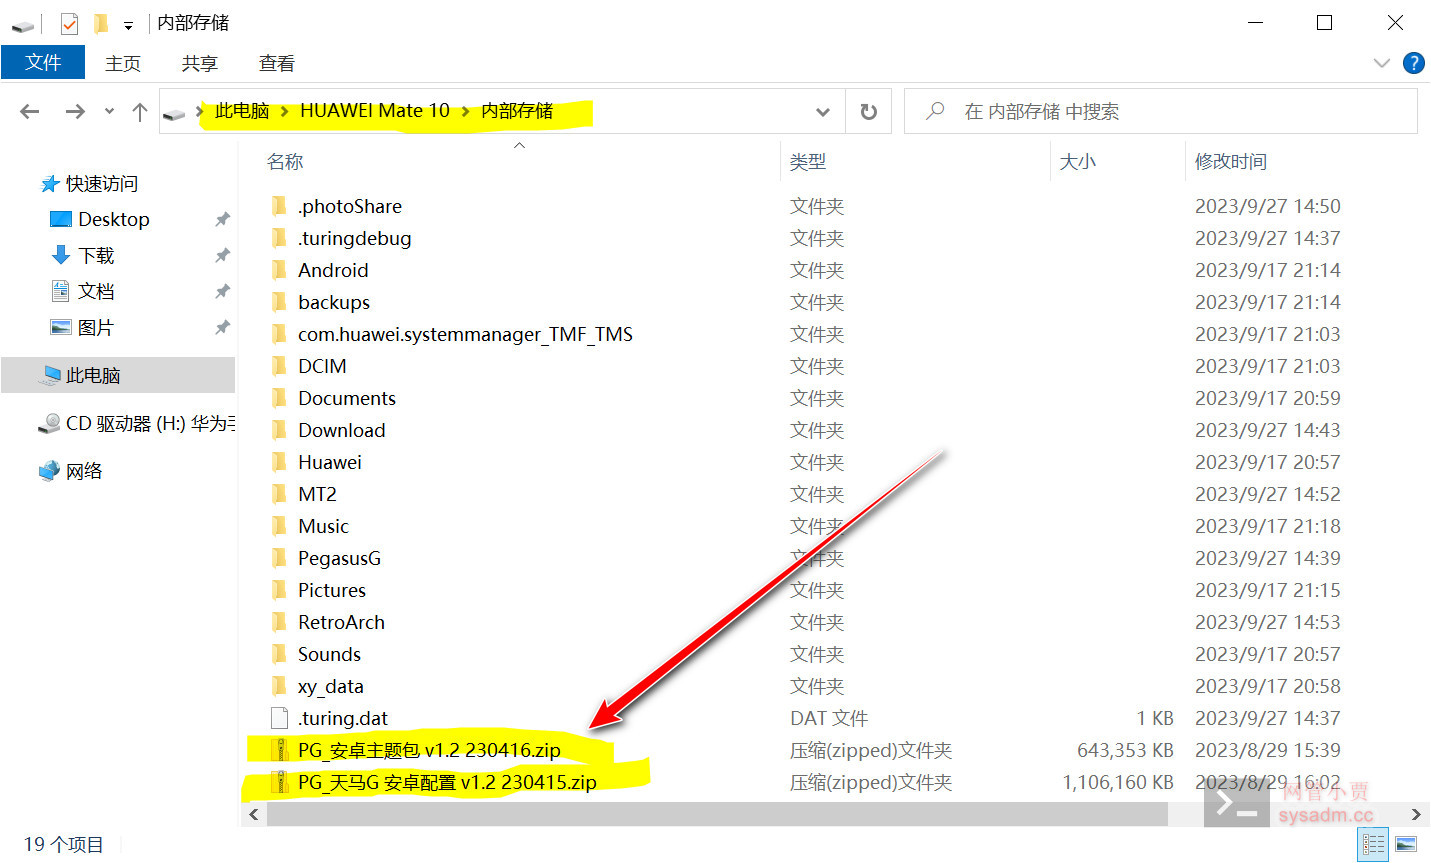 内部存储
文件 主页 共享 查看
?
此电脑 HUAWEI Mate 10 内部存储 在 内部存储 中搜索
名称 类型 大小 修改时间
快速访问
Desktop
下载
文档
图片
此电脑
CD 驱动器 (H:) 华为手
网络
.photoShare 文件夹 2023/9/27 14:50
.turingdebug 文件夹 2023/9/27 14:37
Android 文件夹 2023/9/17 21:14
backups 文件夹 2023/9/17 21:14
com.huawei.systemmanager_TMF_TMS 文件夹 2023/9/17 21:03
DCIM 文件夹 2023/9/17 21:03
Documents 文件夹 2023/9/17 20:59
Download 文件夹 2023/9/27 14:43
Huawei 文件夹 2023/9/17 20:57
MT2 文件夹 2023/9/27 14:52
Music 文件夹 2023/9/17 21:18
PegasusG 文件夹 2023/9/27 14:39
Pictures 文件夹 2023/9/17 21:15
RetroArch 文件夹 2023/9/27 14:53
Sounds 文件夹 2023/9/17 20:57
xy_data 文件夹 2023/9/17 20:58
.turing.dat DAT 文件 1 KB 2023/9/27 14:37
PG_安卓主题包 v1.2 230416.zip 压缩(zipped)文件夹 643,353 KB 2023/8/29 15:39
PG_天马G 安卓配置 v1.2 230415.zip 压缩(zipped)文件夹 1,106,160 KB 2023/8/29 16:02
网管小贾
sysadm.cc
19 个项目